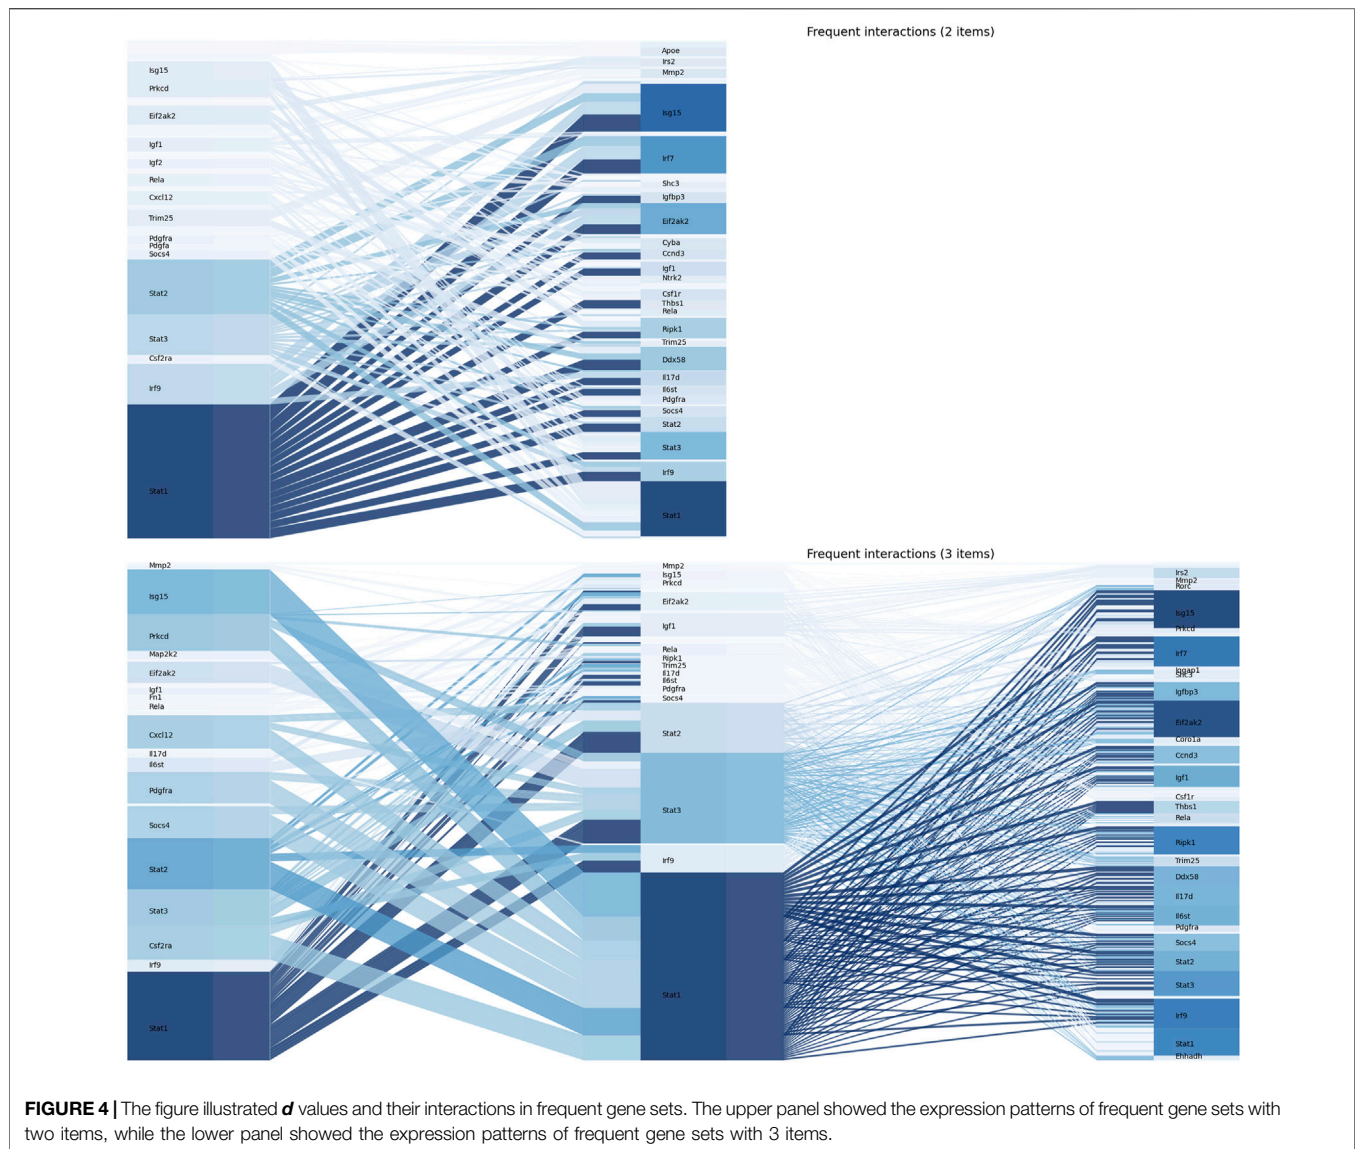 Frequent interactions (2 items)
Isg15
Prkcd
Eif2ak2
Igf1
Igf2
Rela
Cxcl12
Trim25
Pdgfra
Pdgfa
Socs4
Stat2
Stat3
Csf2ra
Irf9
Stat1
Apoe
Irs2
Mmp2
Isg15
Irf7
Shc3
Igfbp3
Eif2ak2
Cyba
Ccnd3
Igf1
Ntrk2
Csf1r
Thbs1
Rela
Ripk1
Trim25
Ddx58
Il17d
Il6st
Pdgfra
Socs4
Stat2
Stat3
Irf9
Stat1
Frequent interactions (3 items)
Mmp2
Isg15
Prkcd
Map2k2
Eif2ak2
Igf1
Fn1
Rela
Cxcl12
Il17d
Il6st
Pdgfra
Socs4
Stat2
Stat3
Csf2ra
Irf9
Stat1
Mmp2
Isg15
Prkcd
Eif2ak2
Igf1
Rela
Ripk1
Trim25
Il17d
Il6st
Pdgfra
Socs4
Stat2
Stat3
Irf9
Stat1
Irs2
Mmp2
Rorc
Isg15
Prkcd
Irf7
Iqgap1
Shc3
Igfbp3
Eif2ak2
Coro1a
Ccnd3
Igf1
Csf1r
Thbs1
Rela
Ripk1
Trim25
Ddx58
Il17d
Il6st
Pdgfra
Socs4
Stat2
Stat3
Irf9
Stat1
Ehhadh
FIGURE 4 | The figure illustrated d values and their interactions in frequent gene sets. The upper panel showed the expression patterns of frequent gene sets with
two items, while the lower panel showed the expression patterns of frequent gene sets with 3 items.